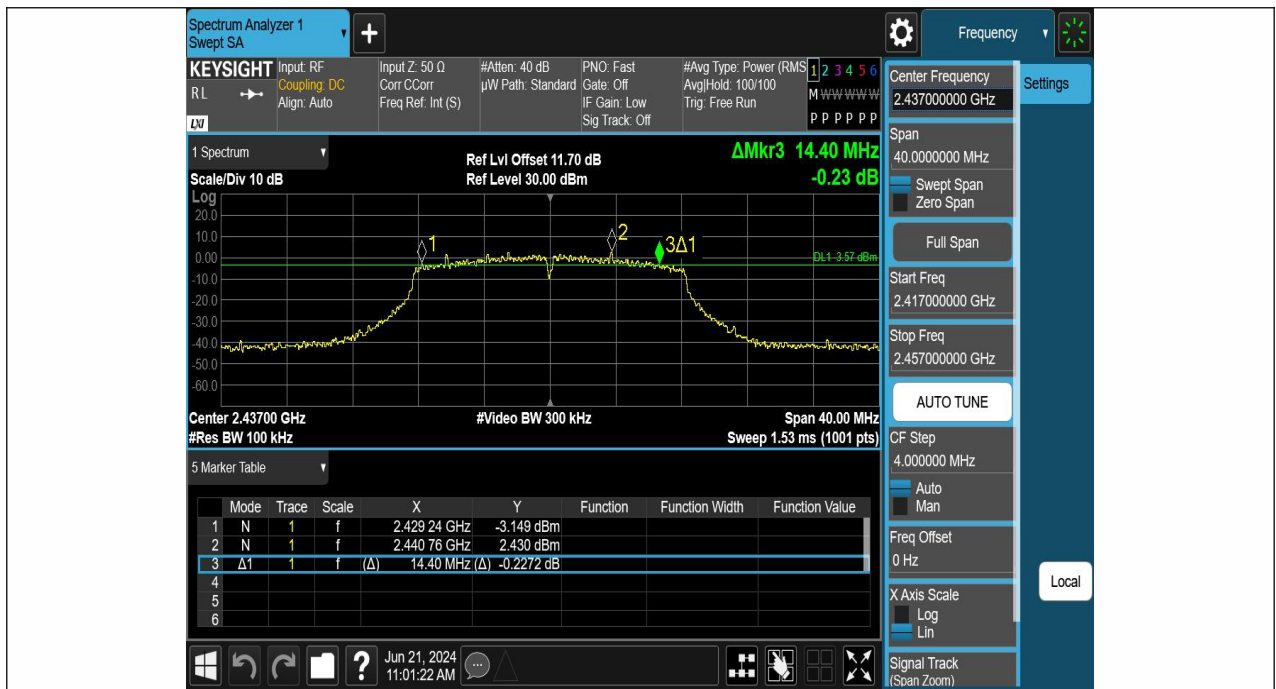 Spectrum Analyzer 1
Swept SA
Frequency
KEYSIGHT
RL
LXI
Input: RF
Coupling: DC
Align: Auto
Input Z: 50 Ω
Corr CCorr
Freq Ref: Int (S)
#Atten: 40 dB
µW Path: Standard
PNO: Fast
Gate: Off
IF Gain: Low
Sig Track: Off
#Avg Type: Power (RMS
Avg|Hold: 100/100
Trig: Free Run
1 2 3 4 5 6
M W W W W W
P P P P P P
1 Spectrum
Scale/Div 10 dB
Ref Lvl Offset 11.70 dB
Ref Level 30.00 dBm
ΔMkr3 14.40 MHz
-0.23 dB
Log
20.0
10.0
0.00
-10.0
-20.0
-30.0
-40.0
-50.0
-60.0
1
2
3Δ1
DL1 -3.57 dBm
Center 2.43700 GHz
#Video BW 300 kHz
Span 40.00 MHz
#Res BW 100 kHz
Sweep 1.53 ms (1001 pts)
5 Marker Table
Mode Trace Scale X Y Function Function Width Function Value
1 N 1 f 2.429 24 GHz -3.149 dBm
2 N 1 f 2.440 76 GHz 2.430 dBm
3 Δ1 1 f (Δ) 14.40 MHz (Δ) -0.2272 dB
4
5
6
Jun 21, 2024
11:01:22 AM
Center Frequency
2.437000000 GHz
Settings
Span
40.0000000 MHz
Swept Span
Zero Span
Full Span
Start Freq
2.417000000 GHz
Stop Freq
2.457000000 GHz
AUTO TUNE
CF Step
4.000000 MHz
Auto
Man
Freq Offset
0 Hz
Local
X Axis Scale
Log
Lin
Signal Track
(Span Zoom)